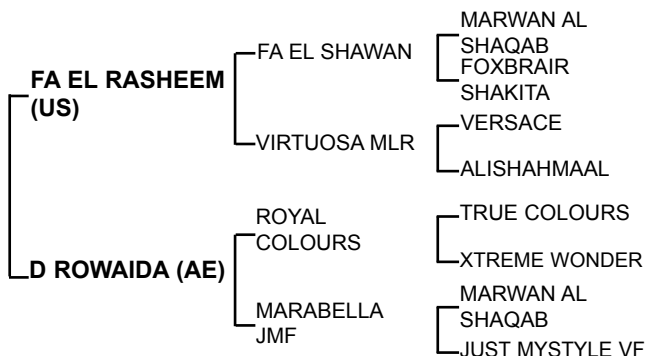 MARWAN AL
SHAQAB
FA EL SHAWAN
FOXBRAIR
SHAKITA
FA EL RASHEEM
(US)
VERSACE
VIRTUOSA MLR
ALISHAHMAAL
ROYAL
COLOURS
TRUE COLOURS
XTREME WONDER
D ROWAIDA (AE)
MARABELLA
JMF
MARWAN AL
SHAQAB
JUST MYSTYLE VF